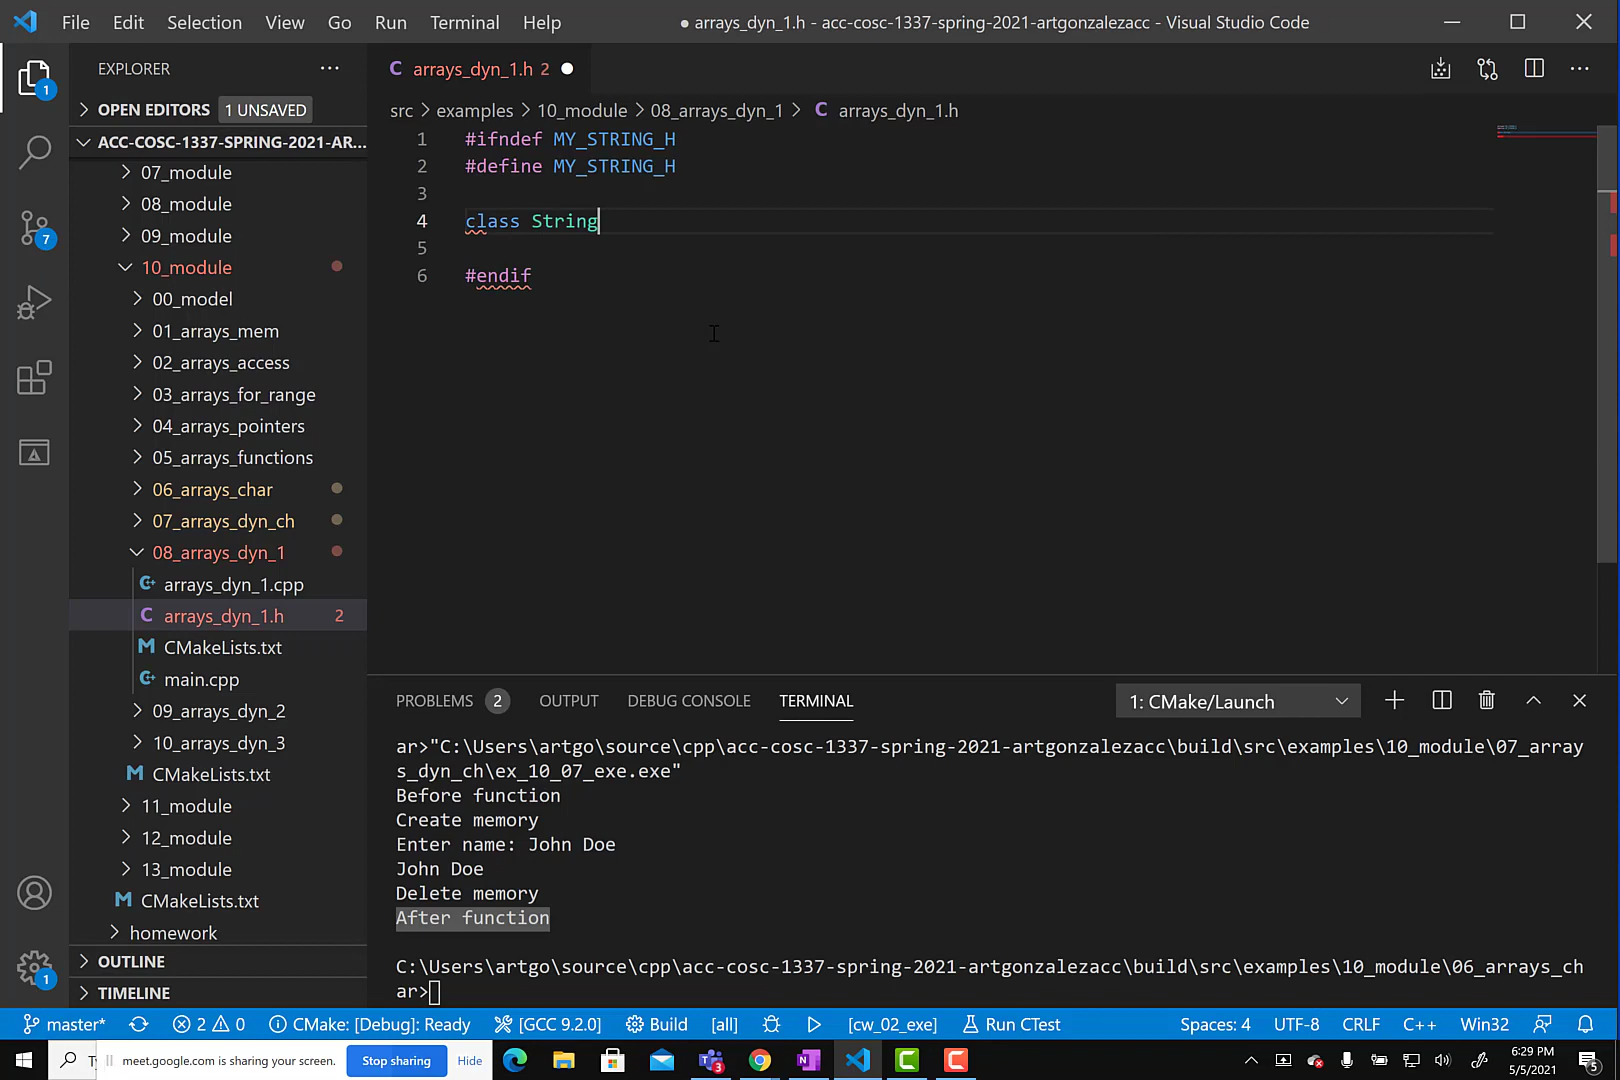 File Edit Selection View Go Run Terminal Help
● arrays_dyn_1.h - acc-cosc-1337-spring-2021-artgonzalezacc - Visual Studio Code
EXPLORER
OPEN EDITORS 1 UNSAVED
ACC-COSC-1337-SPRING-2021-AR...
07_module
08_module
09_module
10_module
00_model
01_arrays_mem
02_arrays_access
03_arrays_for_range
04_arrays_pointers
05_arrays_functions
06_arrays_char
07_arrays_dyn_ch
08_arrays_dyn_1
arrays_dyn_1.cpp
C arrays_dyn_1.h 2
M CMakeLists.txt
main.cpp
09_arrays_dyn_2
10_arrays_dyn_3
M CMakeLists.txt
11_module
12_module
13_module
M CMakeLists.txt
homework
OUTLINE
TIMELINE
1
7
1
C arrays_dyn_1.h 2
src > examples > 10_module > 08_arrays_dyn_1 > C arrays_dyn_1.h
1 #ifndef MY_STRING_H
2 #define MY_STRING_H
3
4 class String
5
6 #endif
PROBLEMS 2 OUTPUT DEBUG CONSOLE TERMINAL 1: CMake/Launch
ar>"C:\Users\artgo\source\cpp\acc-cosc-1337-spring-2021-artgonzalezacc\build\src\examples\10_module\07_array
s_dyn_ch\ex_10_07_exe.exe"
Before function
Create memory
Enter name: John Doe
John Doe
Delete memory
After function
C:\Users\artgo\source\cpp\acc-cosc-1337-spring-2021-artgonzalezacc\build\src\examples\10_module\06_arrays_ch
ar>
master* 2 0 CMake: [Debug]: Ready [GCC 9.2.0] Build [all] [cw_02_exe] Run CTest Spaces: 4 UTF-8 CRLF C++ Win32
meet.google.com is sharing your screen. Stop sharing Hide
3
6:29 PM
5/5/2021
5